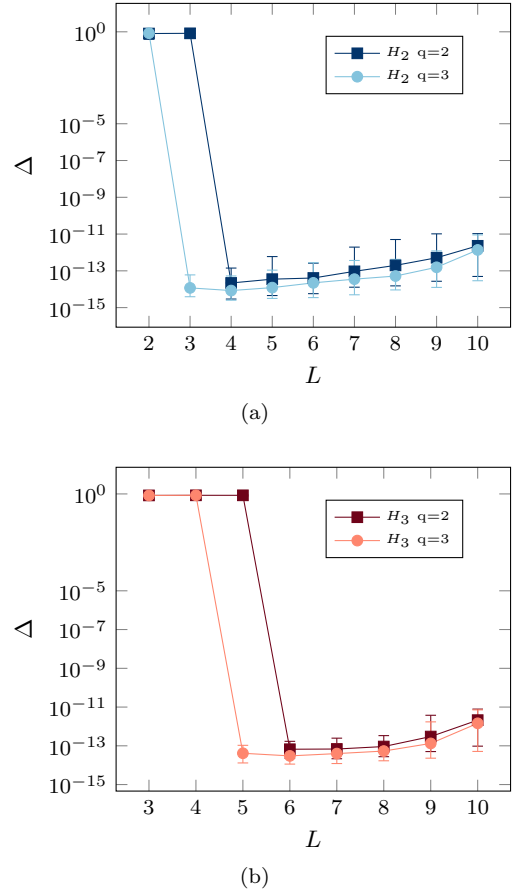 10^0
10^{-5}
10^{-7}
10^{-9}
10^{-11}
10^{-13}
10^{-15}
Δ
H_2 q=2
H_2 q=3
2 3 4 5 6 7 8 9 10
L
(a)
10^0
10^{-5}
10^{-7}
10^{-9}
10^{-11}
10^{-13}
10^{-15}
Δ
H_3 q=2
H_3 q=3
3 4 5 6 7 8 9 10
L
(b)